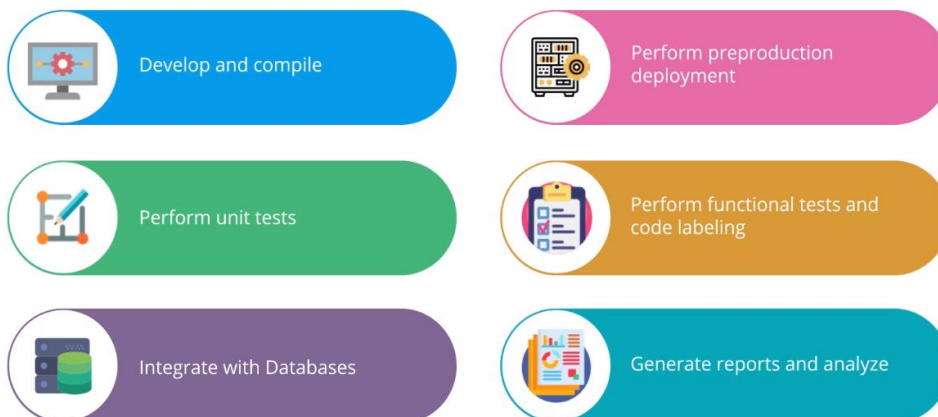 Develop and compile
Perform unit tests
Integrate with Databases
Perform preproduction
deployment
Perform functional tests and
code labeling
Generate reports and analyze